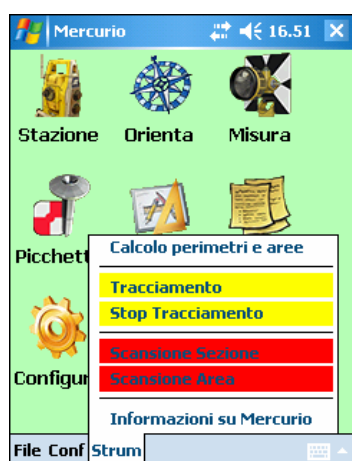 Mercurio 16.51
Stazione Orienta Misura
Picchett
Configur
Calcolo perimetri e aree
Tracciamento
Stop Tracciamento
Scansione Sezione
Scansione Area
Informazioni su Mercurio
File Conf Strum